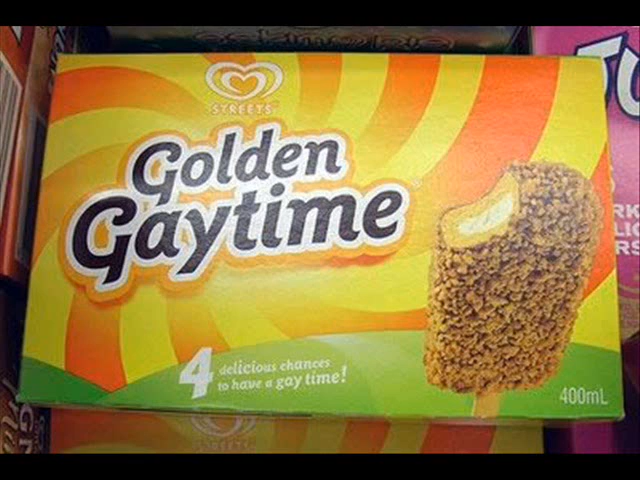 STREETS
Golden
Gaytime
4 delicious chances
to have a gay time!
400mL